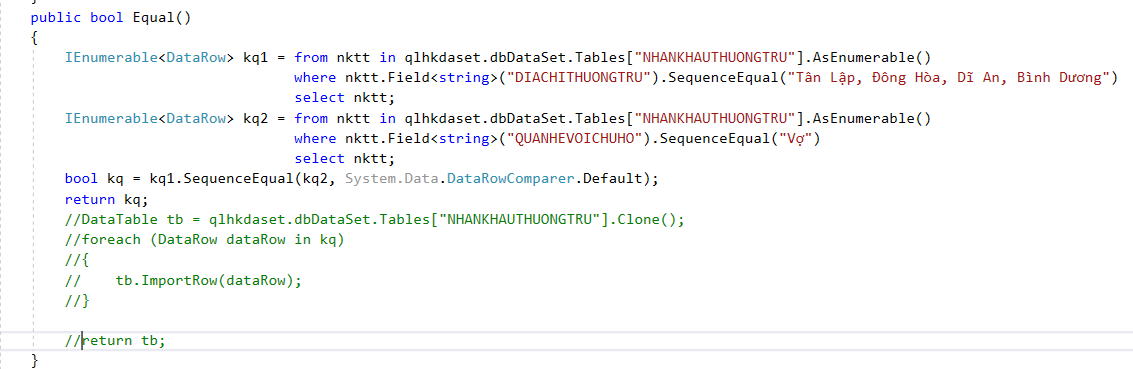 public bool Equal()
{
IEnumerable<DataRow> kq1 = from nktt in qlhkdaset.dbDataSet.Tables["NHANKHAUTHUONGTRU"].AsEnumerable()
where nktt.Field<string>("DIACHITHUONGTRU").SequenceEqual("Tân Lập, Đông Hòa, Dĩ An, Bình Dương")
select nktt;
IEnumerable<DataRow> kq2 = from nktt in qlhkdaset.dbDataSet.Tables["NHANKHAUTHUONGTRU"].AsEnumerable()
where nktt.Field<string>("QUANHEVOICHUHO").SequenceEqual("Vợ")
select nktt;
bool kq = kq1.SequenceEqual(kq2, System.Data.DataRowComparer.Default);
return kq;
//DataTable tb = qlhkdaset.dbDataSet.Tables["NHANKHAUTHUONGTRU"].Clone();
//foreach (DataRow dataRow in kq)
//{
//    tb.ImportRow(dataRow);
//}
//return tb;
}